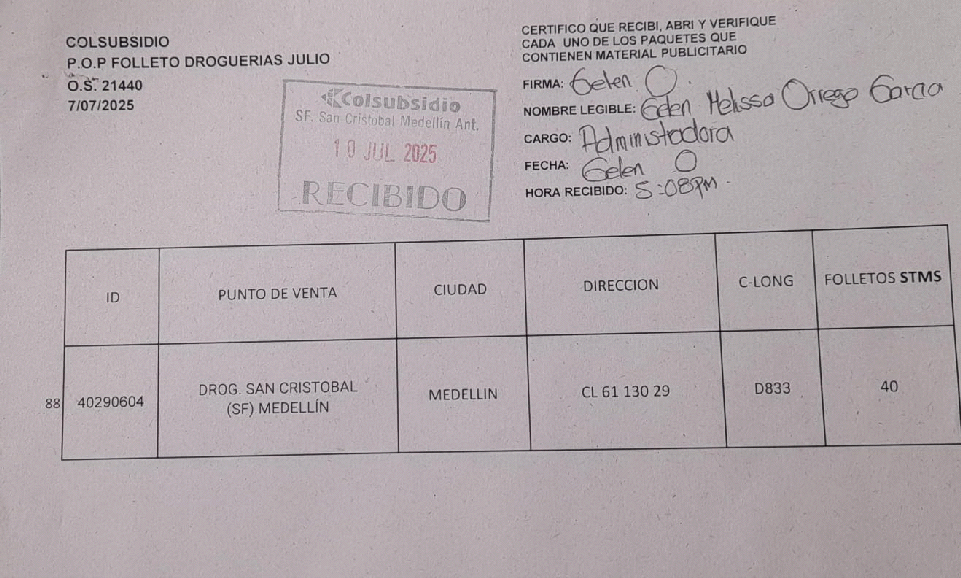 COLSUBSIDIO
P.O.P FOLLETO DROGUERIAS JULIO
O.S. 21440
7/07/2025
Colsubsidio
SF. San Cristobal Medellin Ant.
10 JUL 2025
RECIBIDO
CERTIFICO QUE RECIBI, ABRI Y VERIFIQUE
CADA UNO DE LOS PAQUETES QUE
CONTIENEN MATERIAL PUBLICITARIO
FIRMA: Gelen O.
NOMBRE LEGIBLE: Gelen Melissa Orrego Garcia
CARGO: Administradora
FECHA: Gelen O
HORA RECIBIDO: 5:08pm.
ID PUNTO DE VENTA CIUDAD DIRECCION C-LONG FOLLETOS STMS
88 40290604 DROG. SAN CRISTOBAL MEDELLIN CL 61 130 29 D833 40
(SF) MEDELLÍN